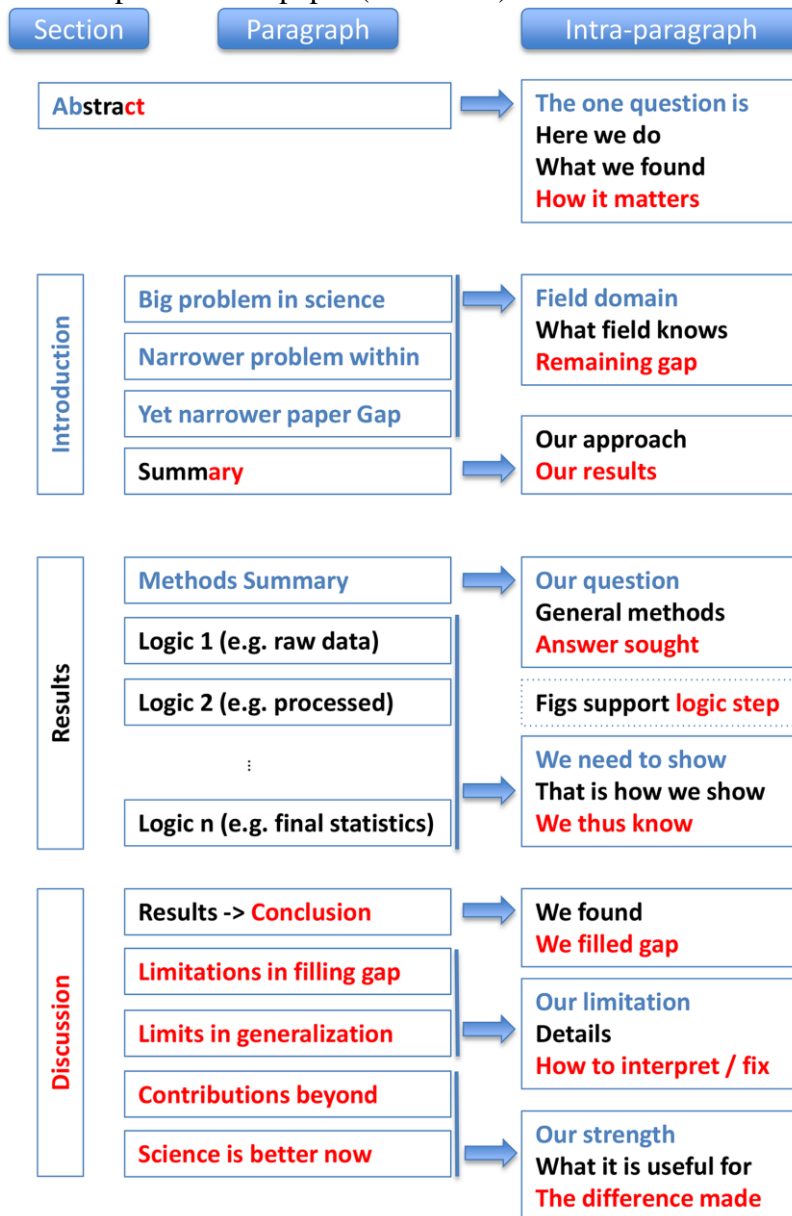 Section
Paragraph
Intra-paragraph
Abstract
The one question is
Here we do
What we found
How it matters
Introduction
Big problem in science
Narrower problem within
Yet narrower paper Gap
Summary
Field domain
What field knows
Remaining gap
Our approach
Our results
Results
Methods Summary
Logic 1 (e.g. raw data)
Logic 2 (e.g. processed)
...
Logic n (e.g. final statistics)
Our question
General methods
Answer sought
Figs support logic step
We need to show
That is how we show
We thus know
Discussion
Results -> Conclusion
Limitations in filling gap
Limits in generalization
Contributions beyond
Science is better now
We found
We filled gap
Our limitation
Details
How to interpret / fix
Our strength
What it is useful for
The difference made